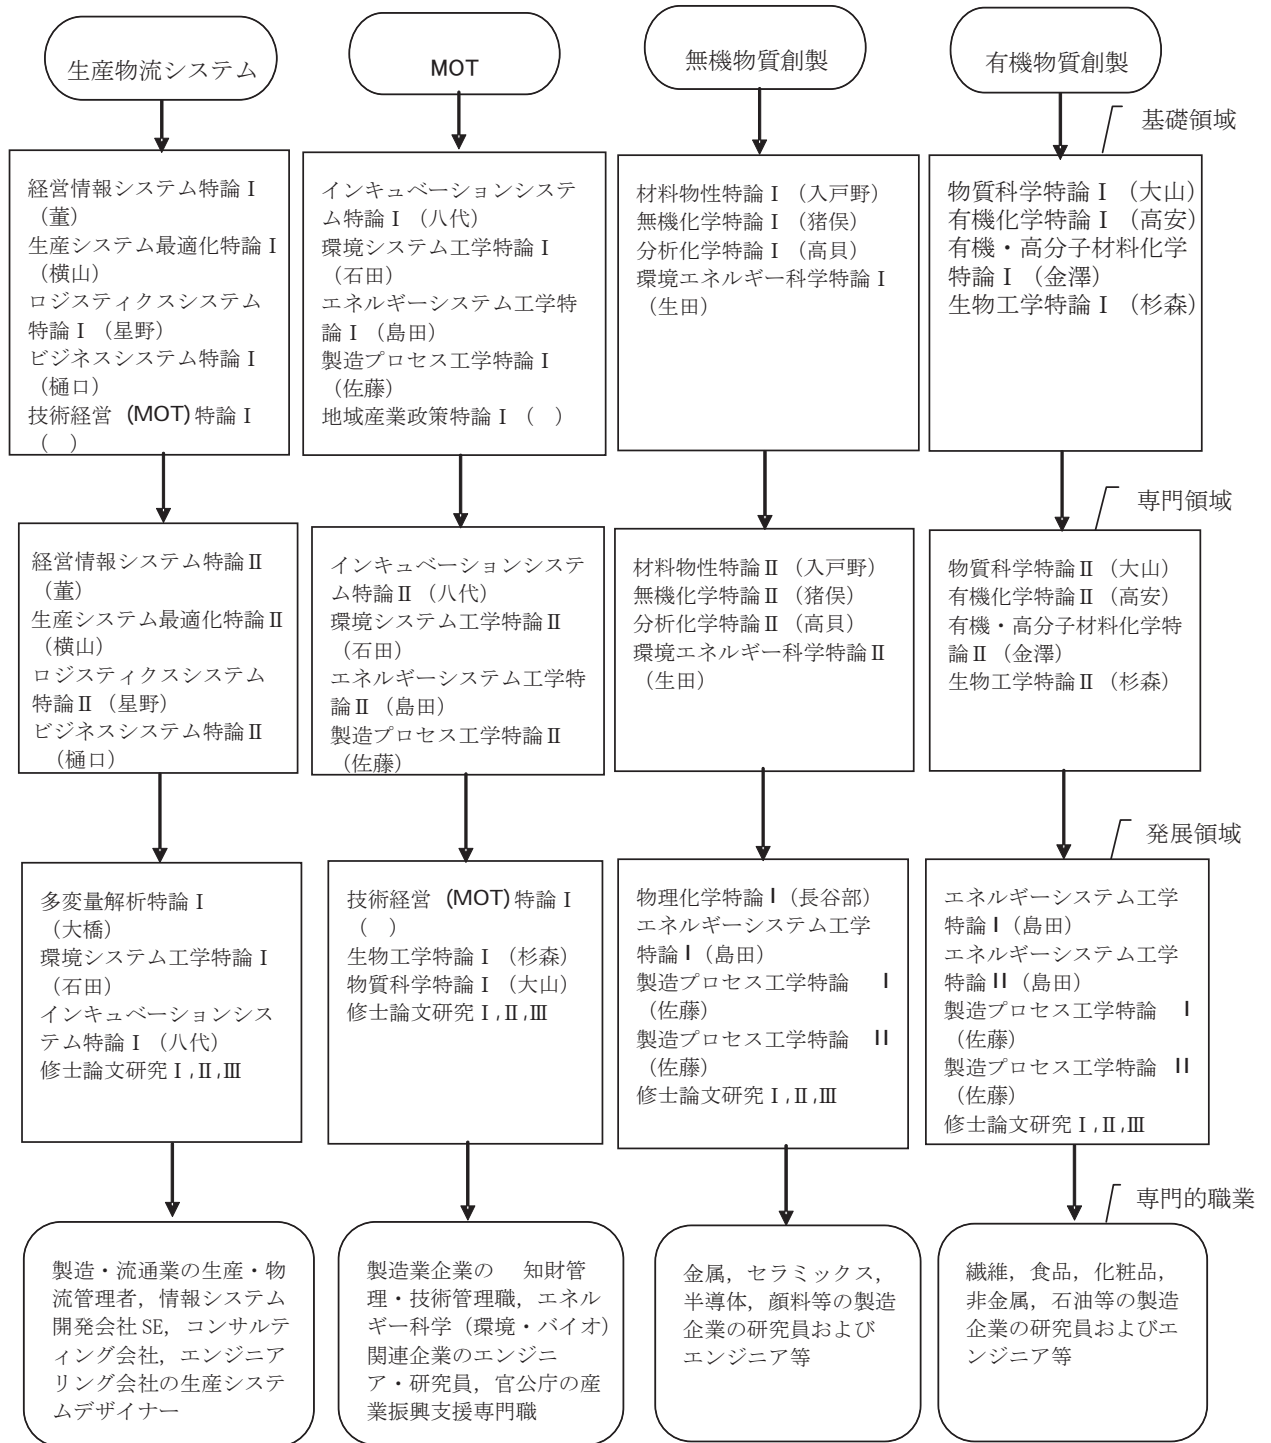 生産物流システム
MOT
無機物質創製
有機物質創製
基礎領域
経営情報システム特論Ⅰ
（董）
生産システム最適化特論Ⅰ
（横山）
ロジスティクスシステム
特論Ⅰ（星野）
ビジネスシステム特論Ⅰ
（樋口）
技術経営 (MOT)特論Ⅰ
（　）
インキュベーションシステ
ム特論Ⅰ（八代）
環境システム工学特論Ⅰ
（石田）
エネルギーシステム工学特
論Ⅰ（島田）
製造プロセス工学特論Ⅰ
（佐藤）
地域産業政策特論Ⅰ（　）
材料物性特論Ⅰ（入戸野）
無機化学特論Ⅰ（猪俣）
分析化学特論Ⅰ（高貝）
環境エネルギー科学特論Ⅰ
（生田）
物質科学特論Ⅰ（大山）
有機化学特論Ⅰ（高安）
有機・高分子材料化学
特論Ⅰ（金澤）
生物工学特論Ⅰ（杉森）
専門領域
経営情報システム特論Ⅱ
（董）
生産システム最適化特論Ⅱ
（横山）
ロジスティクスシステム
特論Ⅱ（星野）
ビジネスシステム特論Ⅱ
（樋口）
インキュベーションシステ
ム特論Ⅱ（八代）
環境システム工学特論Ⅱ
（石田）
エネルギーシステム工学特
論Ⅱ（島田）
製造プロセス工学特論Ⅱ
（佐藤）
材料物性特論Ⅱ（入戸野）
無機化学特論Ⅱ（猪俣）
分析化学特論Ⅱ（高貝）
環境エネルギー科学特論Ⅱ
（生田）
物質科学特論Ⅱ（大山）
有機化学特論Ⅱ（高安）
有機・高分子材料化学特
論Ⅱ（金澤）
生物工学特論Ⅱ（杉森）
発展領域
多変量解析特論Ⅰ
（大橋）
環境システム工学特論Ⅰ
（石田）
インキュベーションシス
テム特論Ⅰ（八代）
修士論文研究Ⅰ,Ⅱ,Ⅲ
技術経営 (MOT)特論Ⅰ
（　）
生物工学特論Ⅰ（杉森）
物質科学特論Ⅰ（大山）
修士論文研究Ⅰ,Ⅱ,Ⅲ
物理化学特論I（長谷部）
エネルギーシステム工学
特論I（島田）
製造プロセス工学特論　I
（佐藤）
製造プロセス工学特論　II
（佐藤）
修士論文研究Ⅰ,Ⅱ,Ⅲ
エネルギーシステム工学
特論I（島田）
エネルギーシステム工学
特論II（島田）
製造プロセス工学特論　I
（佐藤）
製造プロセス工学特論　II
（佐藤）
修士論文研究Ⅰ,Ⅱ,Ⅲ
専門的職業
製造・流通業の生産・物
流管理者，情報システム
開発会社SE，コンサルテ
ィング会社，エンジニア
リング会社の生産システ
ムデザイナー
製造業企業の　知財管
理・技術管理職，エネル
ギー科学（環境・バイオ）
関連企業のエンジニ
ア・研究員，官公庁の産
業振興支援専門職
金属，セラミックス，
半導体，顔料等の製造
企業の研究員および
エンジニア等
繊維，食品，化粧品，
非金属，石油等の製造
企業の研究員およびエ
ンジニア等